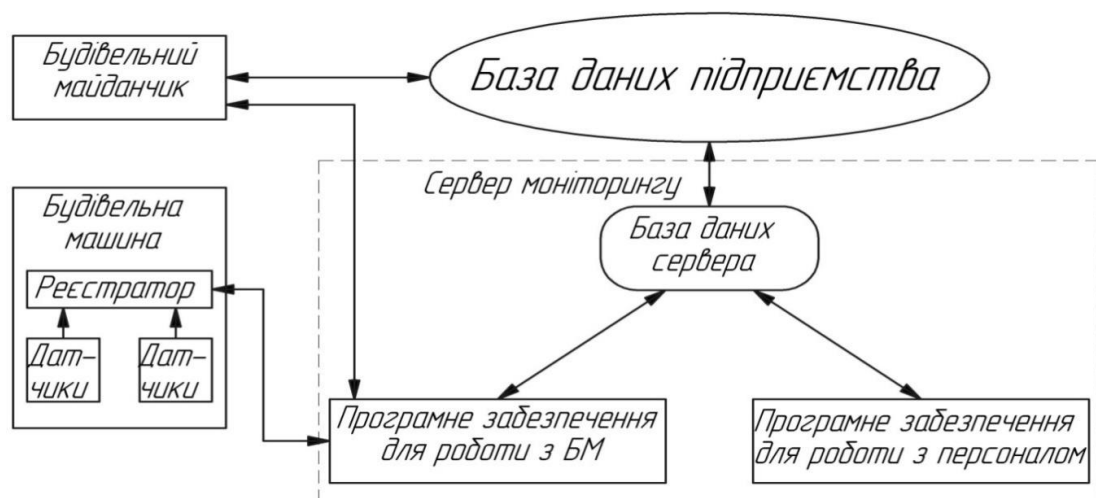 Будівельний
майданчик
База даних підприємства
Сервер моніторингу
База даних
сервера
Будівельна
машина
Реєстратор
Дат-
чики
Дат-
чики
Програмне забезпечення
для роботи з БМ
Програмне забезпечення
для роботи з персоналом